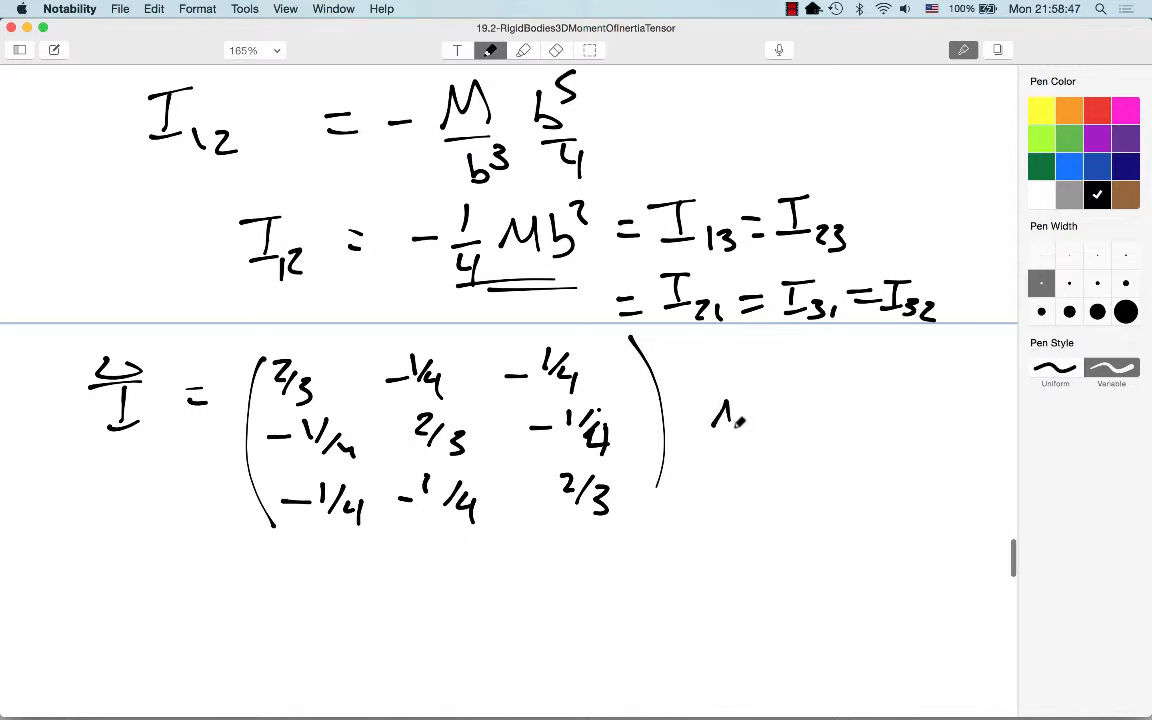 Notability File Edit Format Tools View Window Help 100% Mon 21:58:47
19.2-RigidBodies3DMomentOfInertiaTensor
165% T
Pen Color
Pen Width
Pen Style
Uniform Variable
I₁₂ = - M/b³ b⁵/4
I₁₂ = - 1/4 Mb² = I₁₃ = I₂₃
= I₂₁ = I₃₁ = I₃₂
I = ( 2/3 -1/4 -1/4
-1/4 2/3 -1/4
-1/4 -1/4 2/3 )